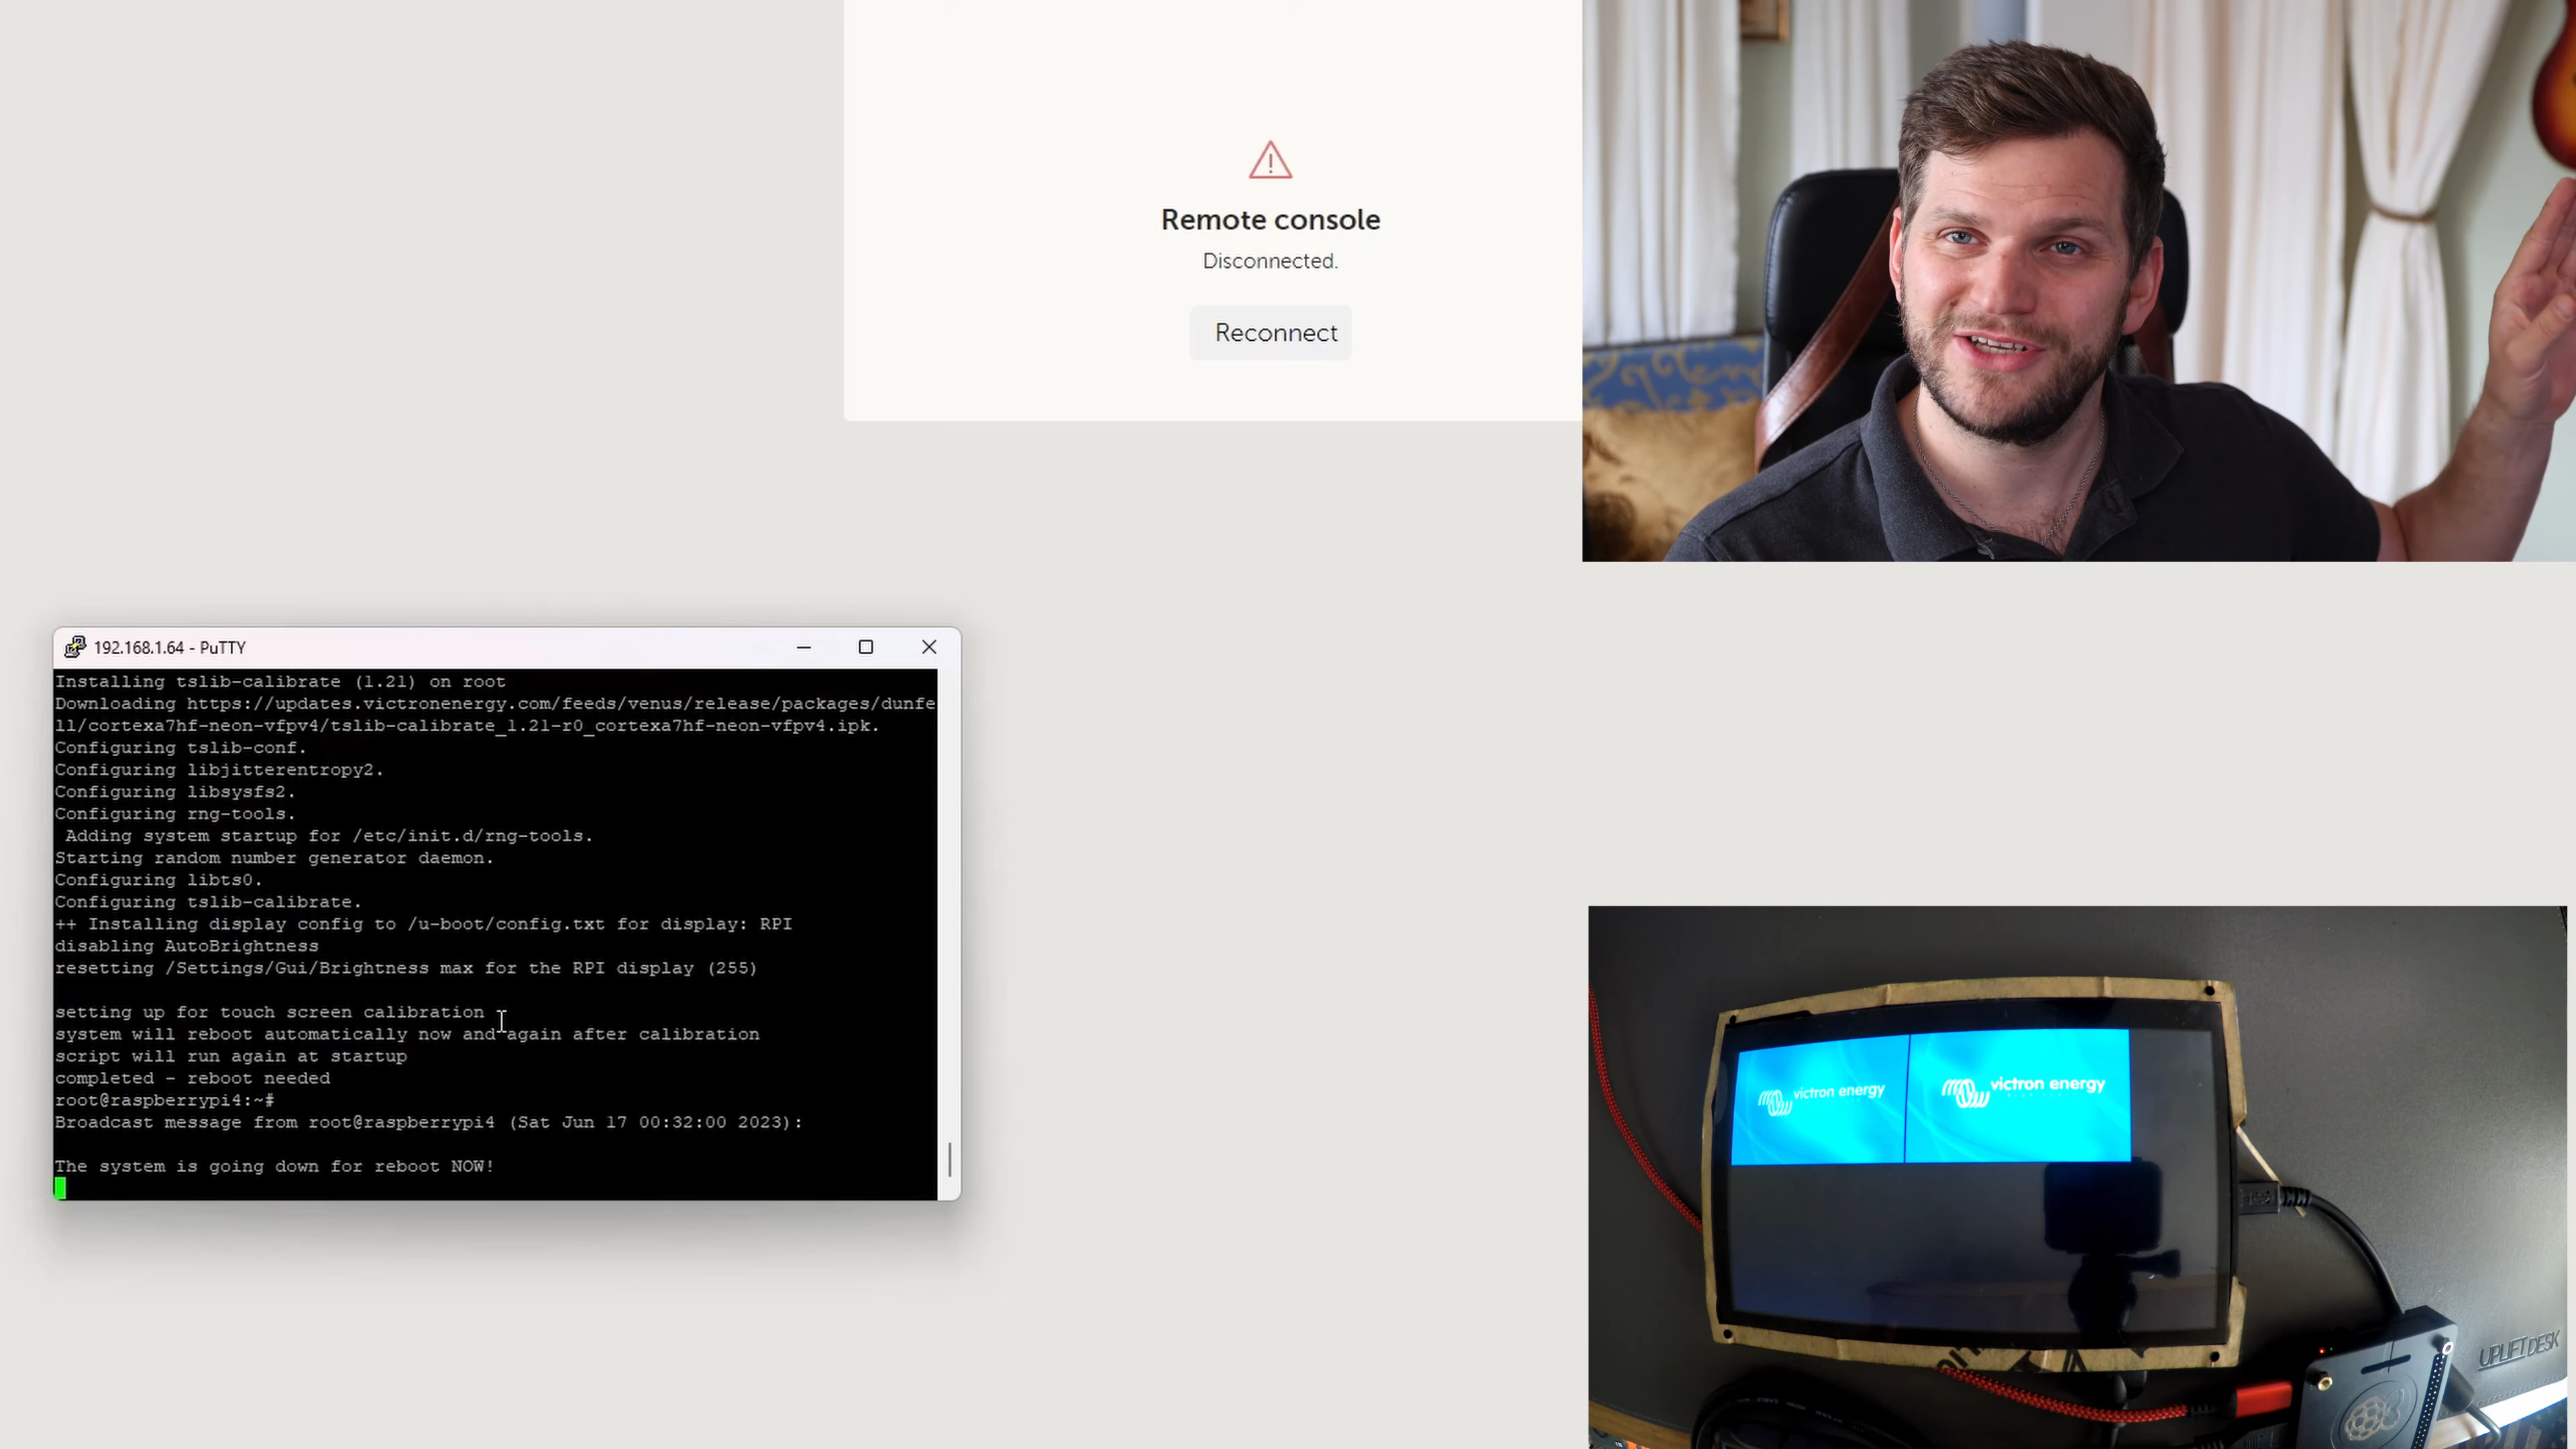 Remote console
Disconnected.
Reconnect
192.168.1.64 - PuTTY
Installing tslib-calibrate (1.21) on root
Downloading https://updates.victronenergy.com/feeds/venus/release/packages/dunfe
ll/cortexa7hf-neon-vfpv4/tslib-calibrate_1.21-r0_cortexa7hf-neon-vfpv4.ipk.
Configuring tslib-conf.
Configuring libjitterentropy2.
Configuring libsysfs2.
Configuring rng-tools.
Adding system startup for /etc/init.d/rng-tools.
Starting random number generator daemon.
Configuring libts0.
Configuring tslib-calibrate.
++ Installing display config to /u-boot/config.txt for display: RPI
disabling AutoBrightness
resetting /Settings/Gui/Brightness max for the RPI display (255)
setting up for touch screen calibration
system will reboot automatically now and again after calibration
script will run again at startup
completed - reboot needed
root@raspberrypi4:~#
Broadcast message from root@raspberrypi4 (Sat Jun 17 00:32:00 2023):
The system is going down for reboot NOW!
victron energy
victron energy
UPLIFT DESK